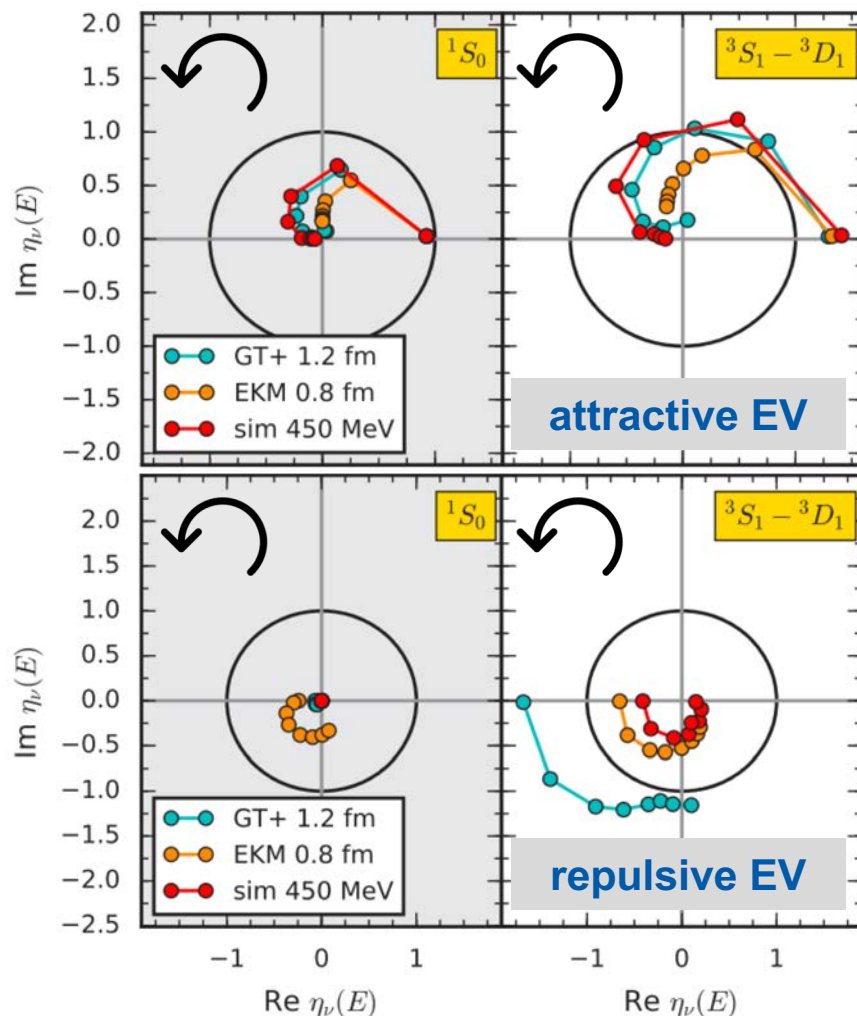 2.0
1.5
1.0
0.5
0.0
−0.5
−1.0
−1.5
−2.0
Im ην(E)
¹S₀
³S₁ − ³D₁
GT+ 1.2 fm
EKM 0.8 fm
sim 450 MeV
attractive EV
2.0
1.5
1.0
0.5
0.0
−0.5
−1.0
−1.5
−2.0
−2.5
Im ην(E)
¹S₀
³S₁ − ³D₁
GT+ 1.2 fm
EKM 0.8 fm
sim 450 MeV
repulsive EV
−1 0 1
−1 0 1
Re ην(E)
Re ην(E)